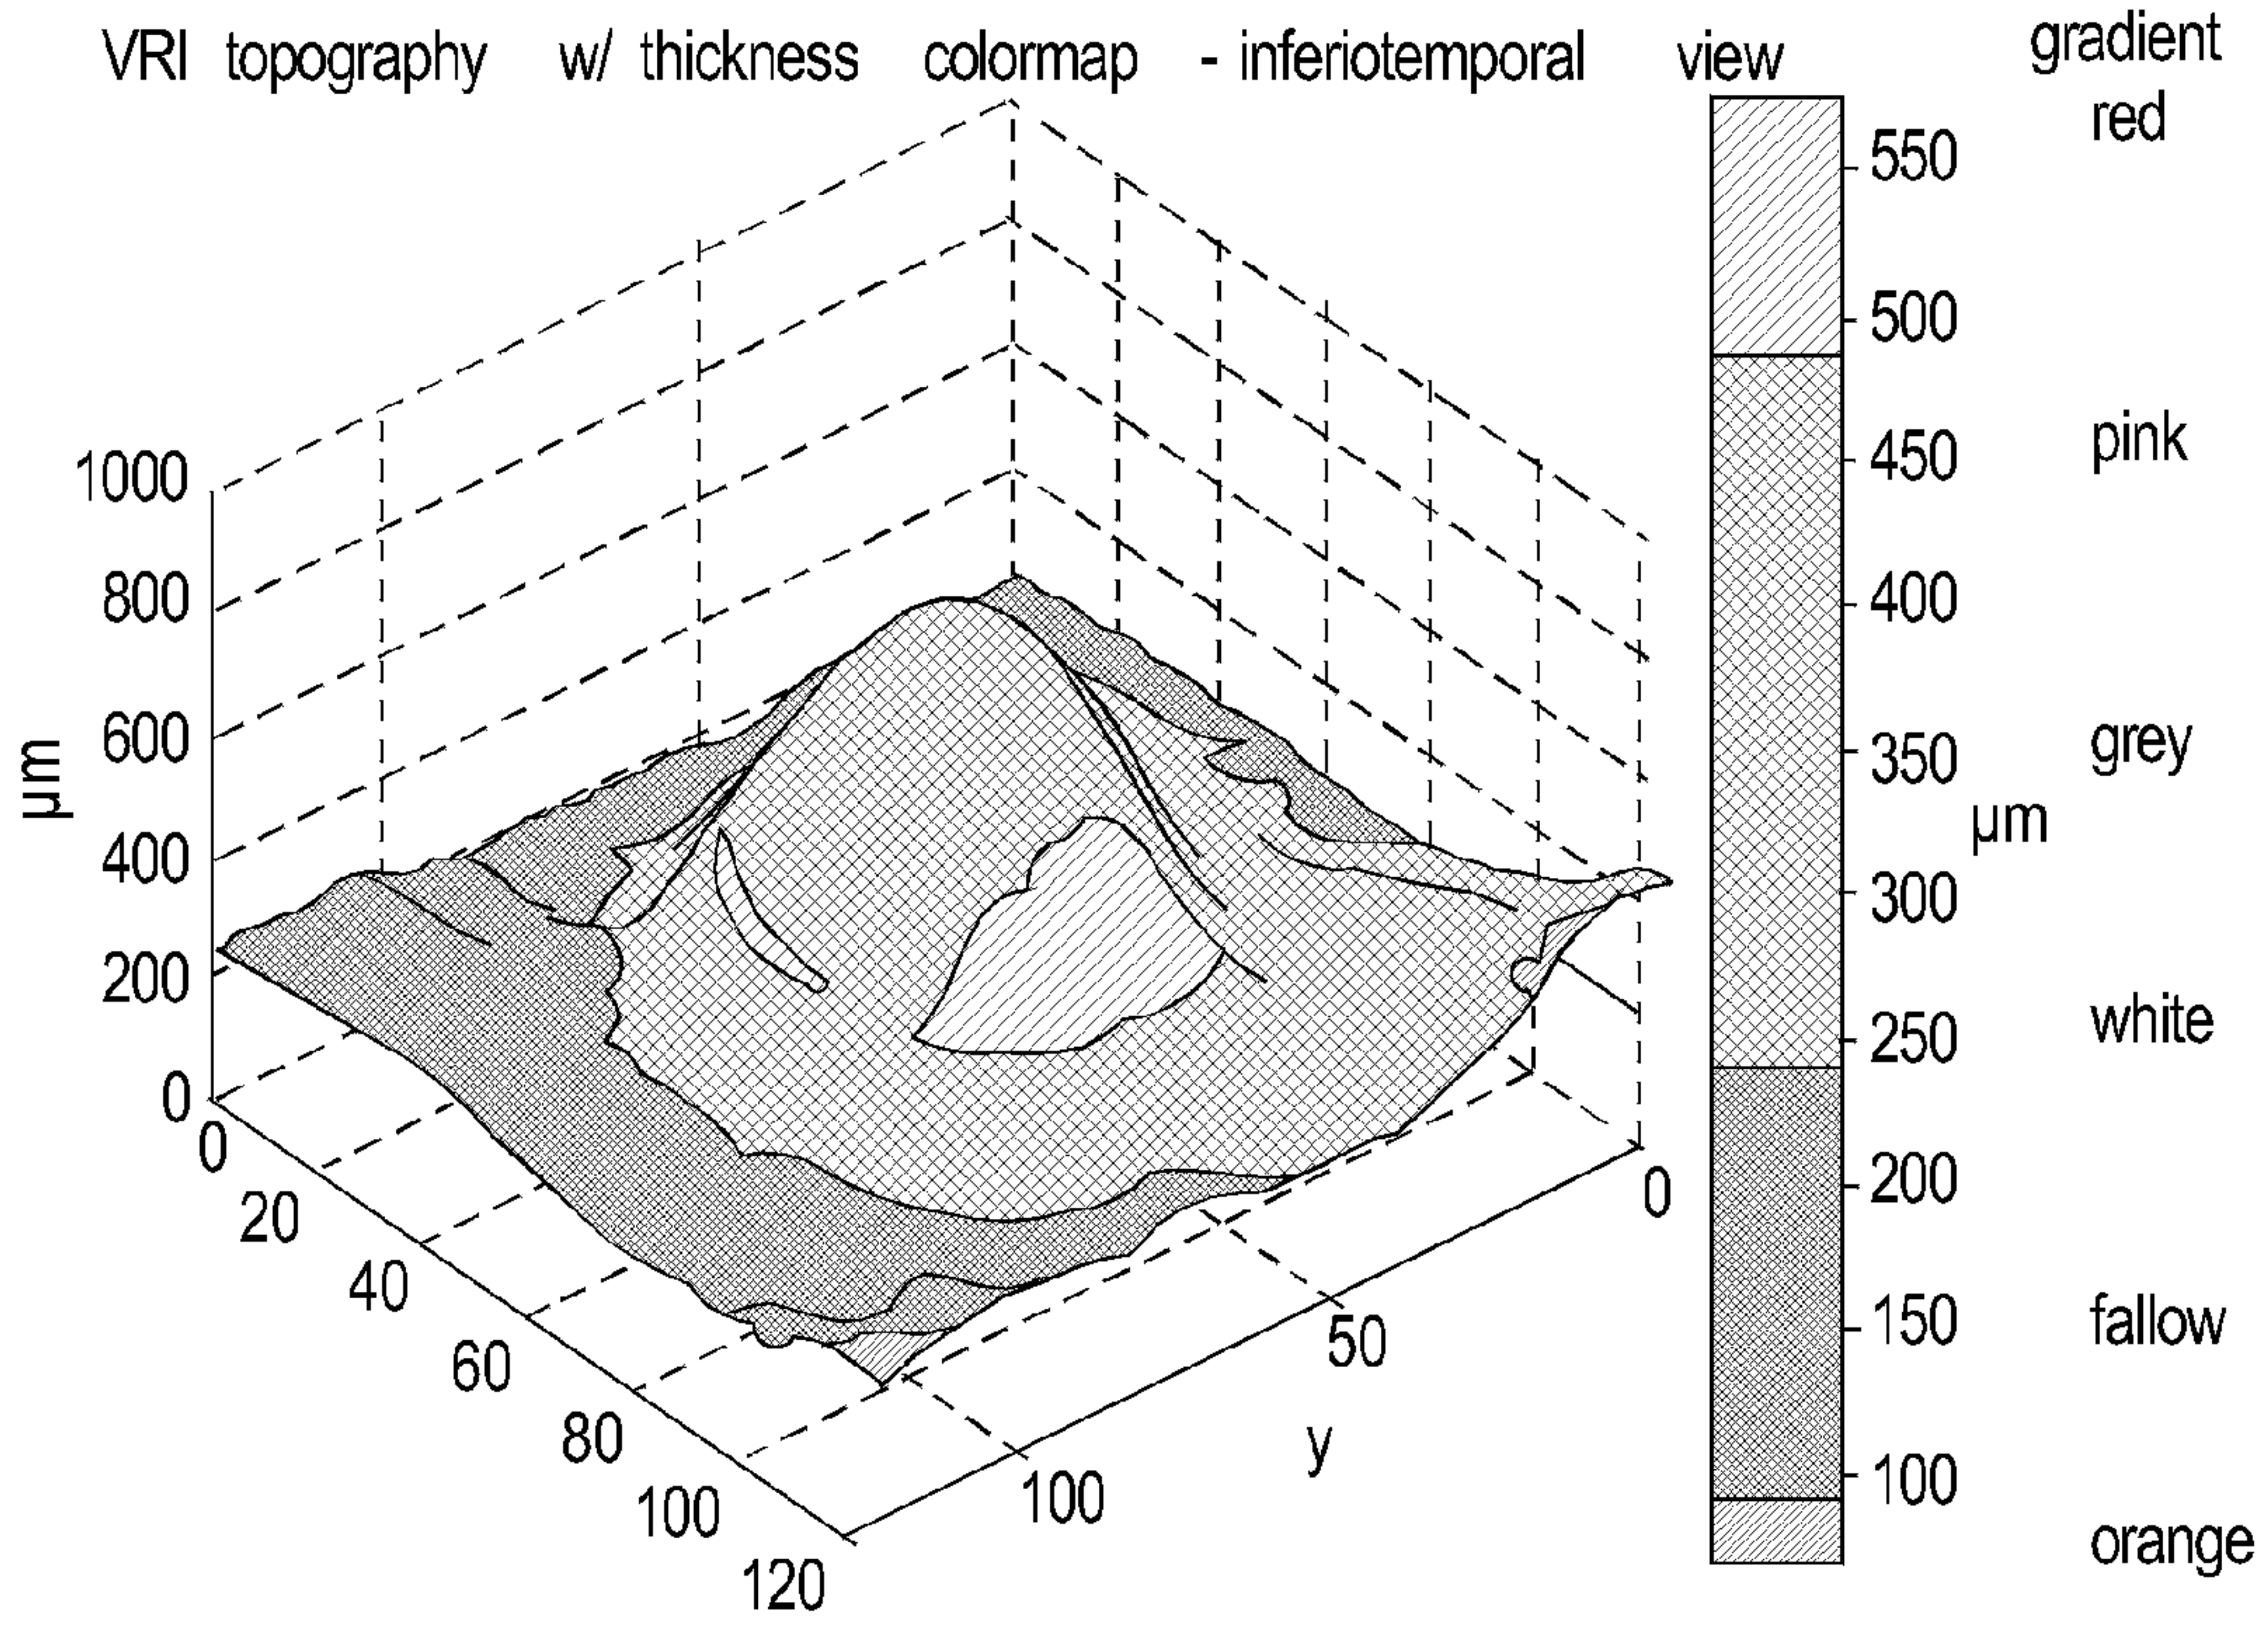 VRI topography w/ thickness colormap - inferiotemporal view
gradient
red
550
500
pink
450
400
grey
350
µm
300
white
250
200
fallow
150
100
orange
µm
1000
800
600
400
200
0
0
20
40
60
80
100
120
0
50
100
y